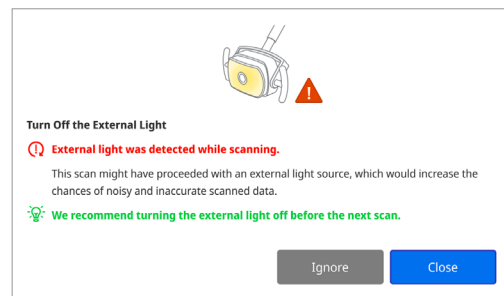 Turn Off the External Light
External light was detected while scanning.
This scan might have proceeded with an external light source, which would increase the
chances of noisy and inaccurate scanned data.
We recommend turning the external light off before the next scan.
Ignore
Close